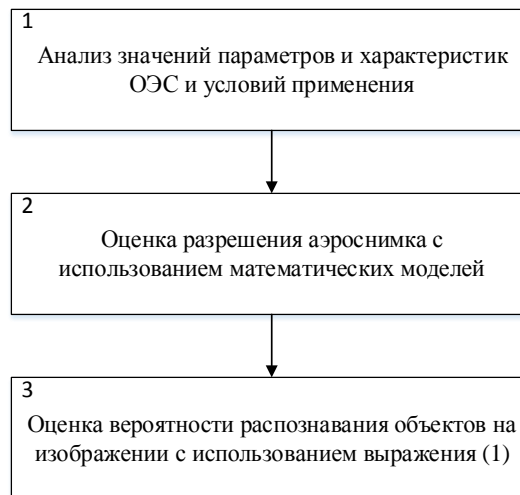 1
Анализ значений параметров и характеристик
ОЭС и условий применения
2
Оценка разрешения аэроснимка с
использованием математических моделей
3
Оценка вероятности распознавания объектов на
изображении с использованием выражения (1)